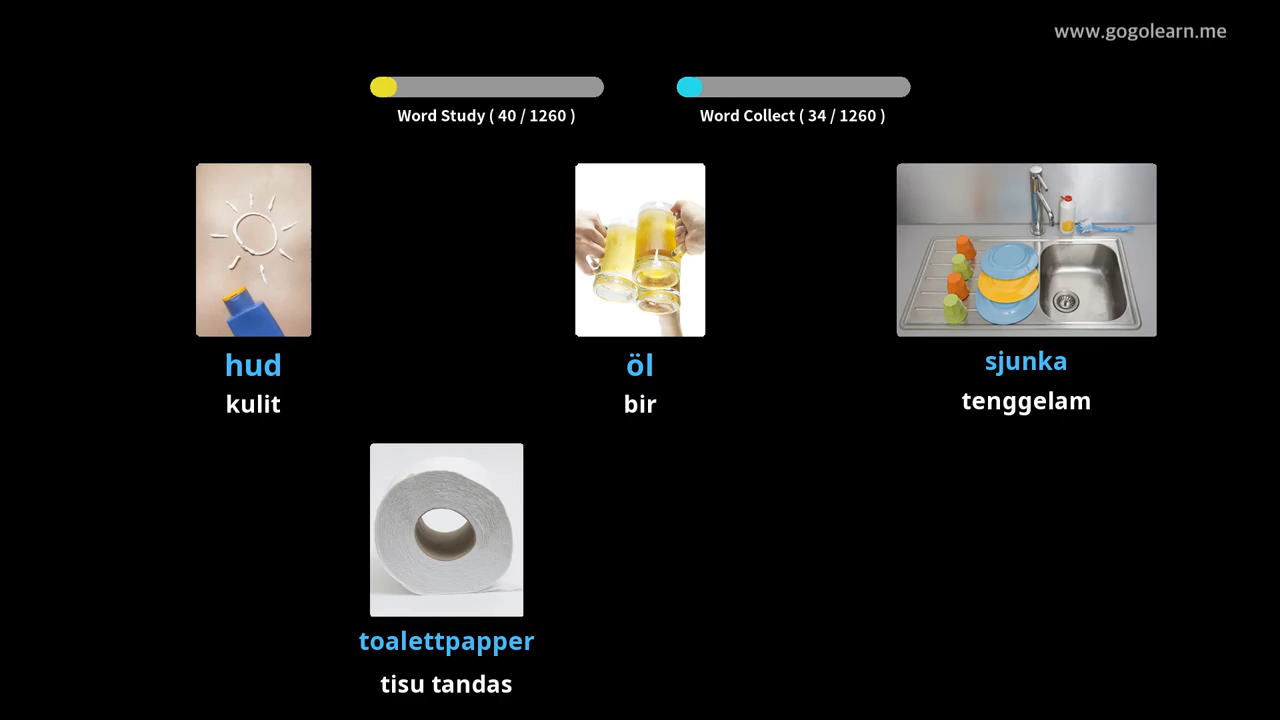 www.gogolearn.me
Word Study ( 40 / 1260 )
Word Collect ( 34 / 1260 )
hud
kulit
öl
bir
sjunka
tenggelam
toalettpapper
tisu tandas